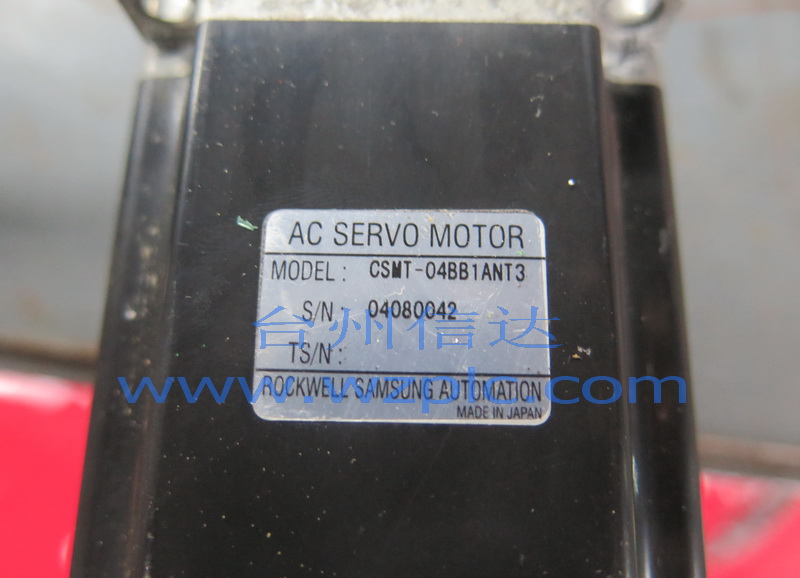 AC SERVO MOTOR
MODEL : CSMT-04BB1ANT3
S/N : 04080042
台州信达
TS/N :
ROCKWELL SAMSUNG AUTOMATION
MADE IN JAPAN